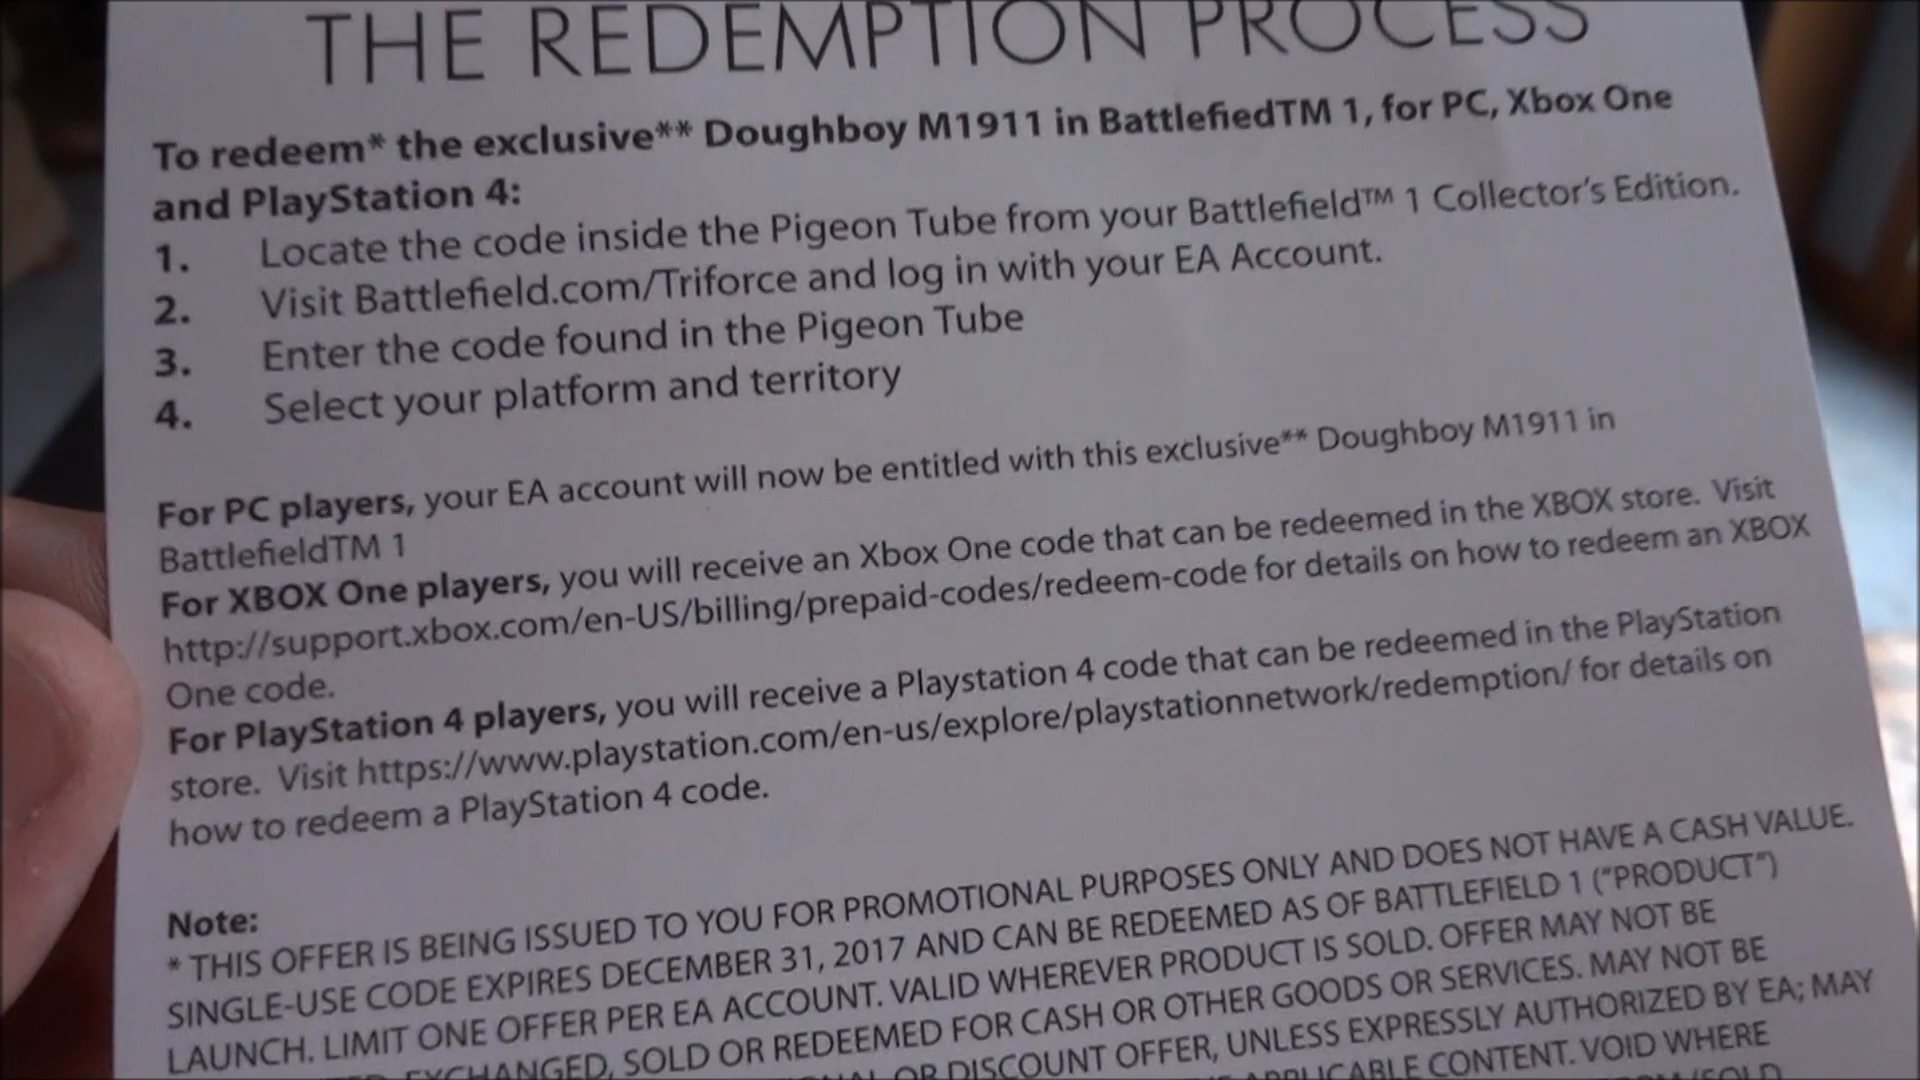 THE REDEMPTION PROCESS
To redeem* the exclusive** Doughboy M1911 in BattlefiedTM 1, for PC, Xbox One
and PlayStation 4:
1. Locate the code inside the Pigeon Tube from your Battlefield™ 1 Collector's Edition.
2. Visit Battlefield.com/Triforce and log in with your EA Account.
3. Enter the code found in the Pigeon Tube
4. Select your platform and territory
For PC players, your EA account will now be entitled with this exclusive** Doughboy M1911 in
BattlefieldTM 1
For XBOX One players, you will receive an Xbox One code that can be redeemed in the XBOX store. Visit
http://support.xbox.com/en-US/billing/prepaid-codes/redeem-code for details on how to redeem an XBOX
One code.
For PlayStation 4 players, you will receive a Playstation 4 code that can be redeemed in the PlayStation
store. Visit https://www.playstation.com/en-us/explore/playstationnetwork/redemption/ for details on
how to redeem a PlayStation 4 code.
Note:
* THIS OFFER IS BEING ISSUED TO YOU FOR PROMOTIONAL PURPOSES ONLY AND DOES NOT HAVE A CASH VALUE.
SINGLE-USE CODE EXPIRES DECEMBER 31, 2017 AND CAN BE REDEEMED AS OF BATTLEFIELD 1 ("PRODUCT")
LAUNCH. LIMIT ONE OFFER PER EA ACCOUNT. VALID WHEREVER PRODUCT IS SOLD. OFFER MAY NOT BE
EXCHANGED, SOLD OR REDEEMED FOR CASH OR OTHER GOODS OR SERVICES. MAY NOT BE
OR DISCOUNT OFFER, UNLESS EXPRESSLY AUTHORIZED BY EA; MAY
APPLICABLE CONTENT. VOID WHERE